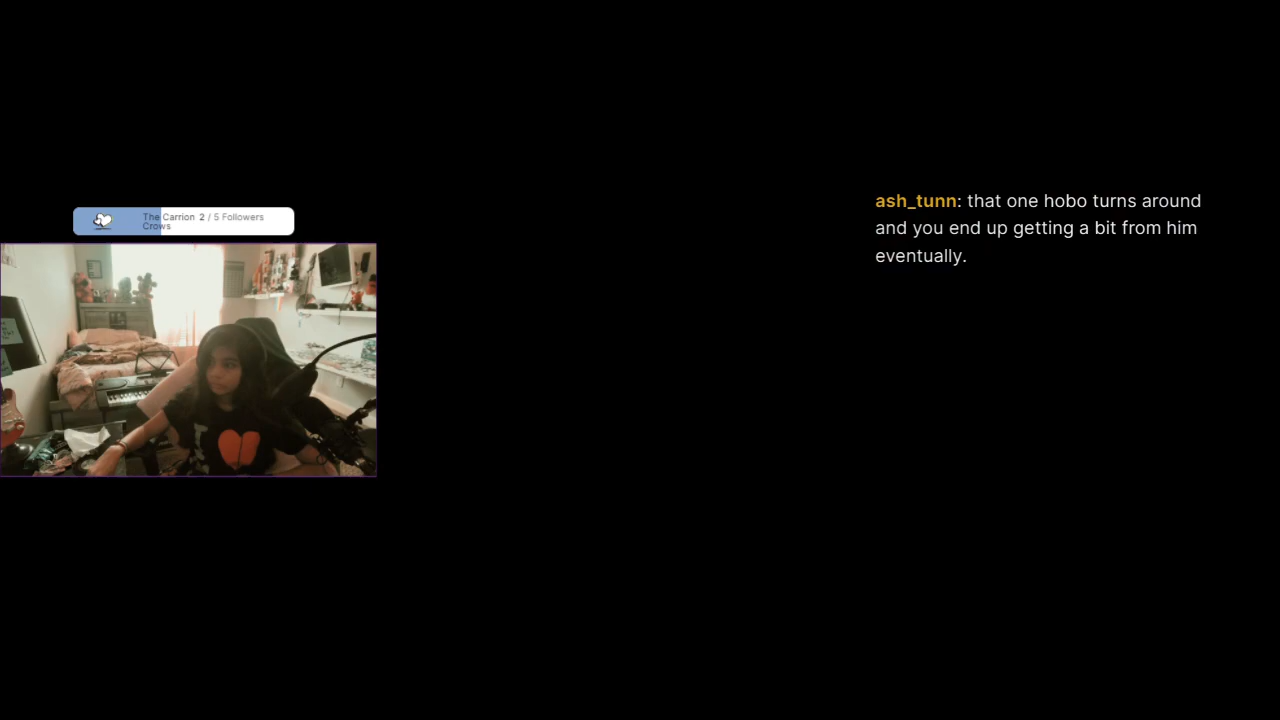 The Carrion 2 / 5 Followers
Crows
ash_tunn: that one hobo turns around
and you end up getting a bit from him
eventually.